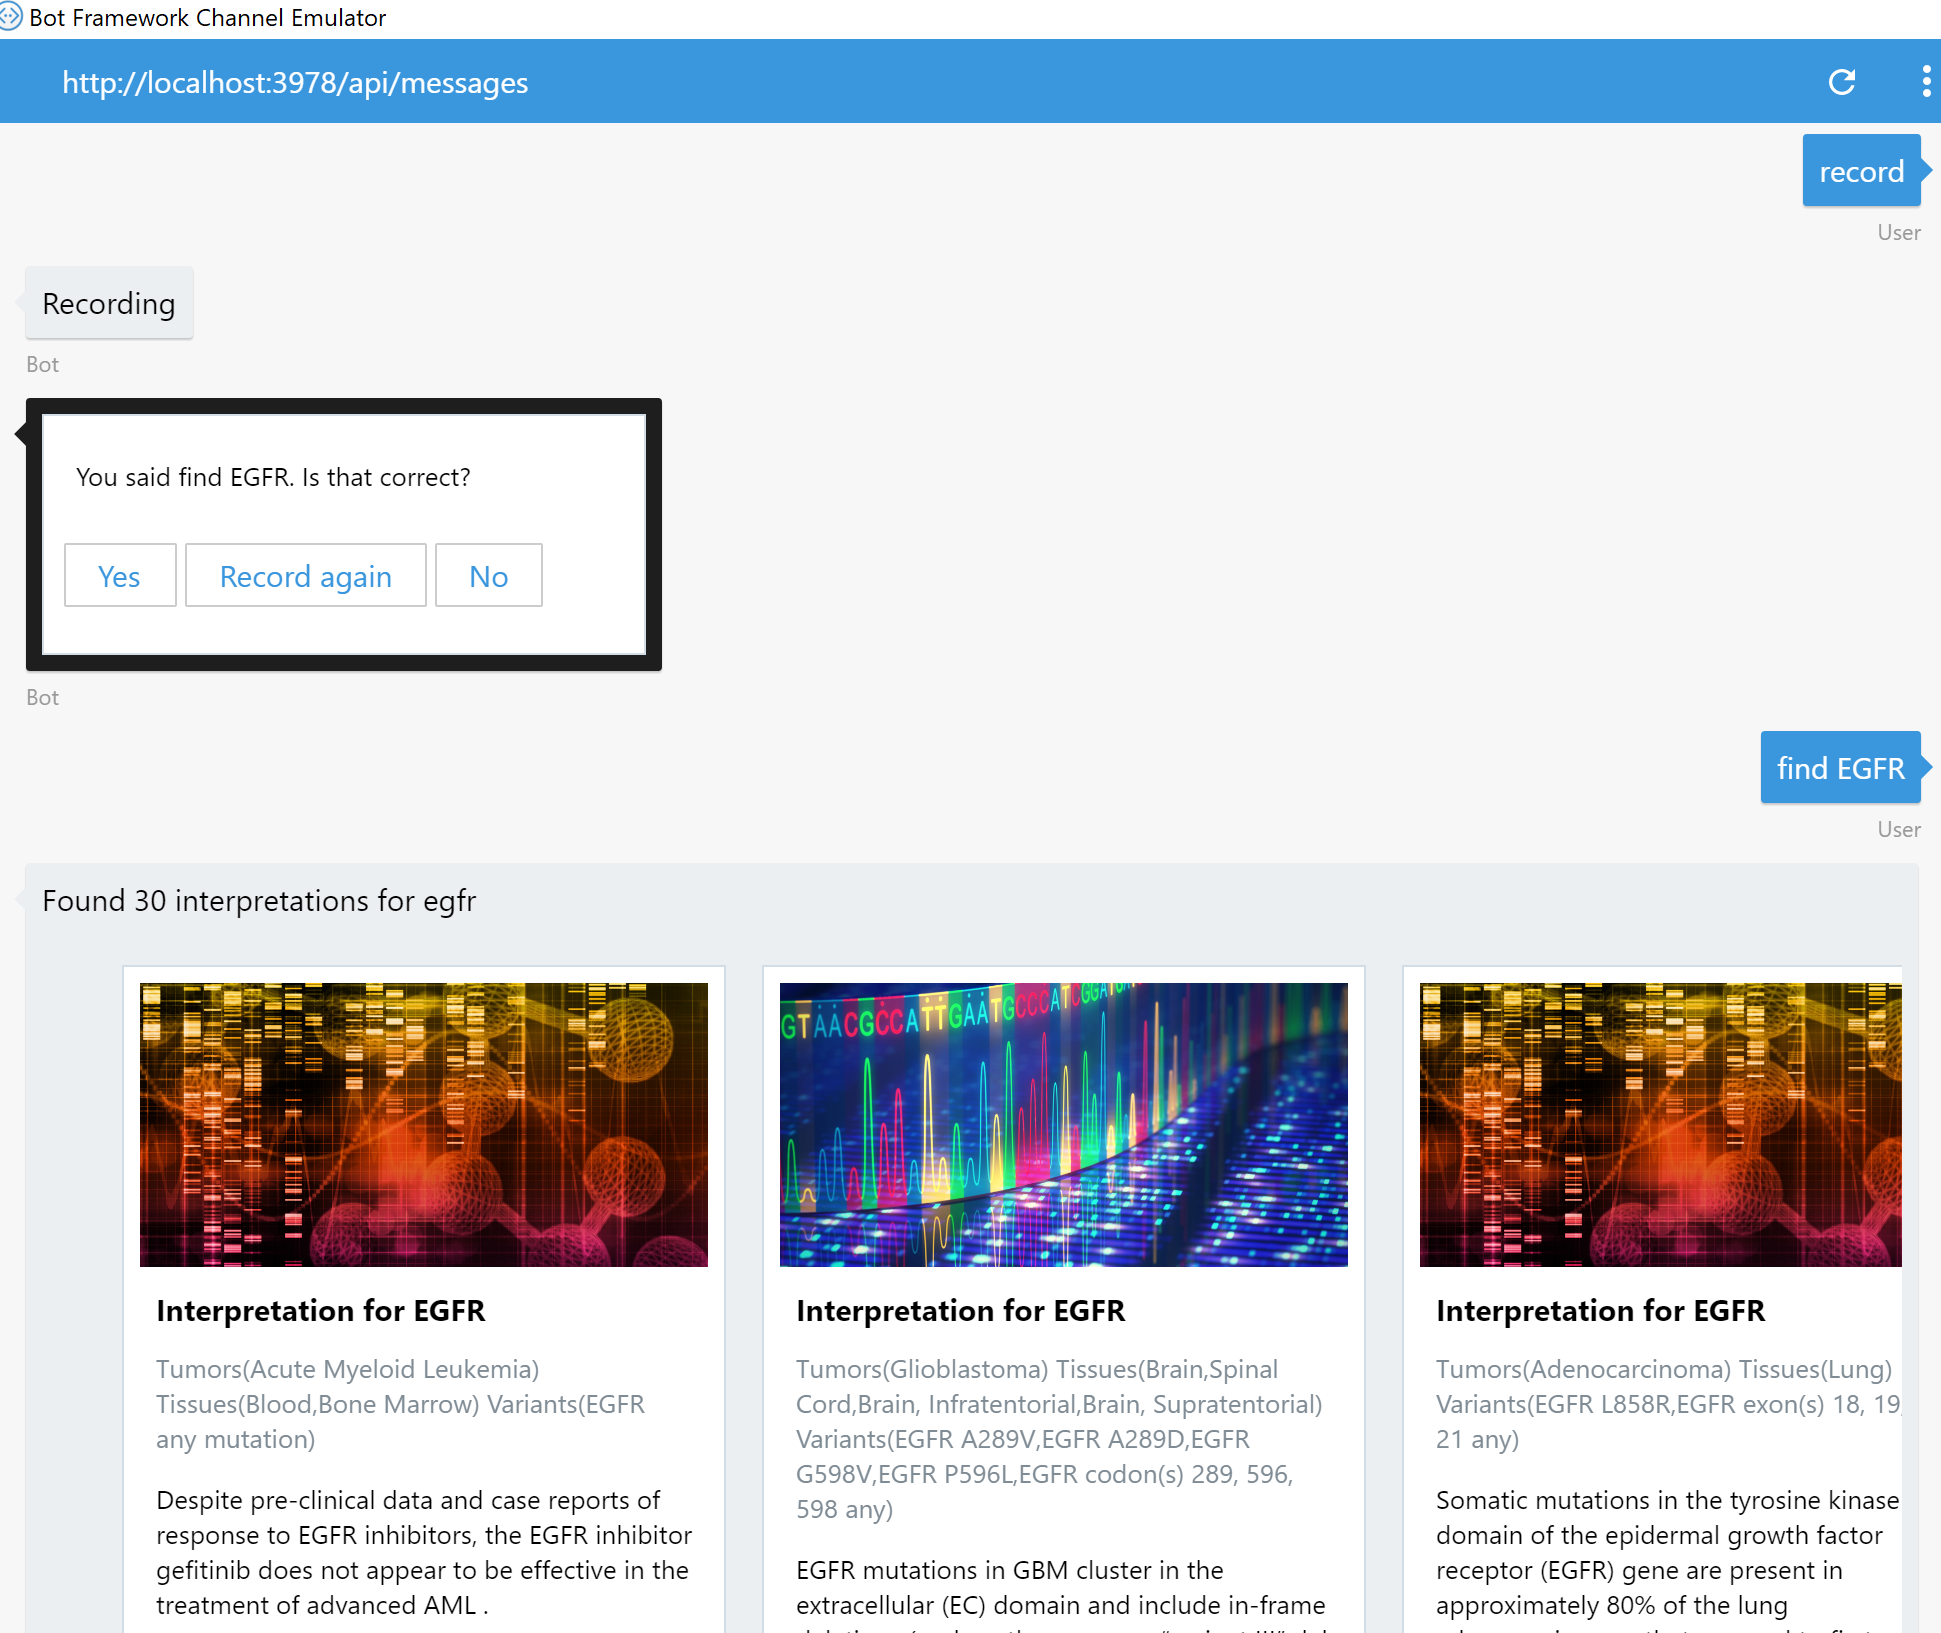 Bot Framework Channel Emulator
http://localhost:3978/api/messages
record
User
Recording
Bot
You said find EGFR. Is that correct?
Yes
Record again
No
Bot
find EGFR
User
Found 30 interpretations for egfr
GTAACGCCATTGAATGCCCATCGGATGA
Interpretation for EGFR
Tumors(Acute Myeloid Leukemia)
Tissues(Blood,Bone Marrow) Variants(EGFR
any mutation)
Despite pre-clinical data and case reports of
response to EGFR inhibitors, the EGFR inhibitor
gefitinib does not appear to be effective in the
treatment of advanced AML .
Interpretation for EGFR
Tumors(Glioblastoma) Tissues(Brain,Spinal
Cord,Brain, Infratentorial,Brain, Supratentorial)
Variants(EGFR A289V,EGFR A289D,EGFR
G598V,EGFR P596L,EGFR codon(s) 289, 596,
598 any)
EGFR mutations in GBM cluster in the
extracellular (EC) domain and include in-frame
Interpretation for EGFR
Tumors(Adenocarcinoma) Tissues(Lung)
Variants(EGFR L858R,EGFR exon(s) 18, 19,
21 any)
Somatic mutations in the tyrosine kinase
domain of the epidermal growth factor
receptor (EGFR) gene are present in
approximately 80% of the lung